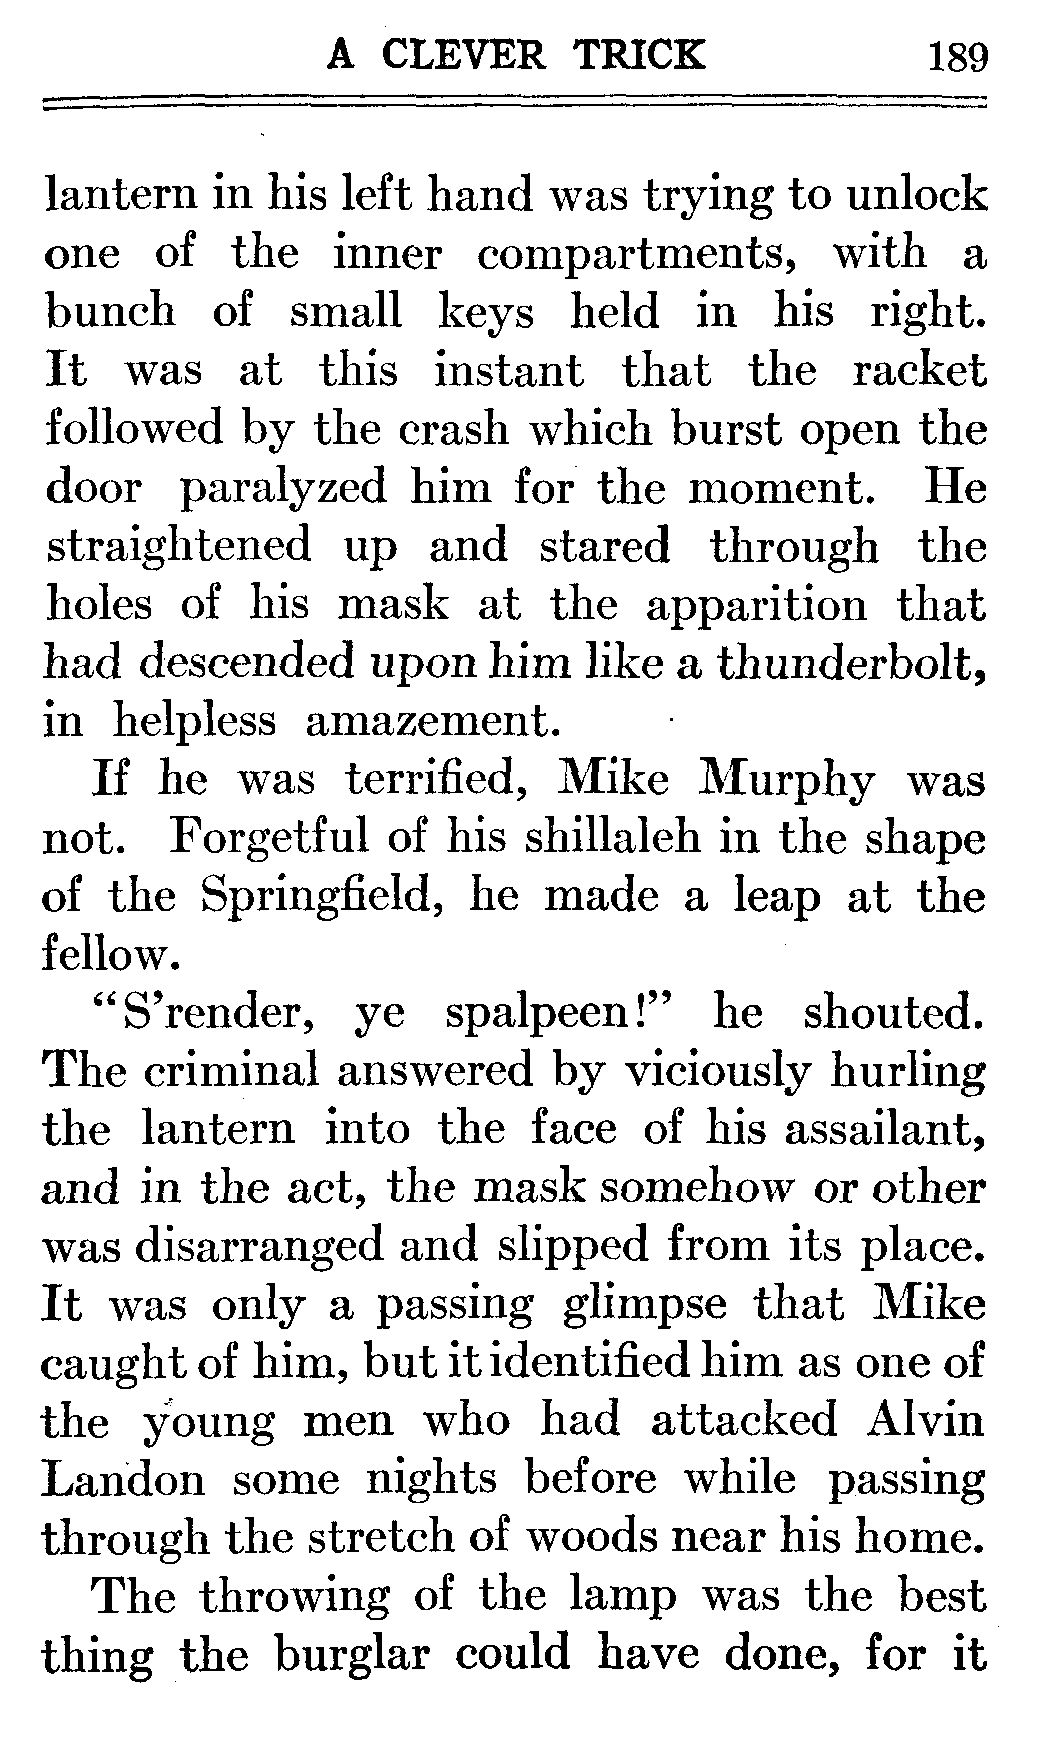 A CLEVER TRICK 189
lantern in his left hand was trying to unlock
one of the inner compartments, with a
bunch of small keys held in his right.
It was at this instant that the racket
followed by the crash which burst open the
door paralyzed him for the moment. He
straightened up and stared through the
holes of his mask at the apparition that
had descended upon him like a thunderbolt,
in helpless amazement.
If he was terrified, Mike Murphy was
not. Forgetful of his shillaleh in the shape
of the Springfield, he made a leap at the
fellow.
“S’render, ye spalpeen!” he shouted.
The criminal answered by viciously hurling
the lantern into the face of his assailant,
and in the act, the mask somehow or other
was disarranged and slipped from its place.
It was only a passing glimpse that Mike
caught of him, but it identified him as one of
the young men who had attacked Alvin
Landon some nights before while passing
through the stretch of woods near his home.
The throwing of the lamp was the best
thing the burglar could have done, for it